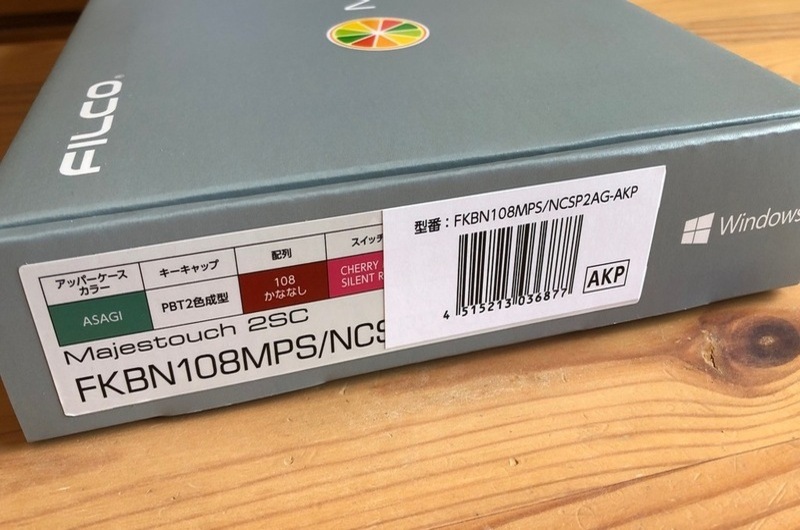 FILCO
アッパーケース
カラー
キーキャップ
配列
スイッチ
ASAGI
PBT2色成型
108
かななし
CHERRY
SILENT R
Majestouch 2SC
FKBN108MPS/NCS
型番：FKBN108MPS/NCSP2AG-AKP
4 515213 036877
AKP
Windows